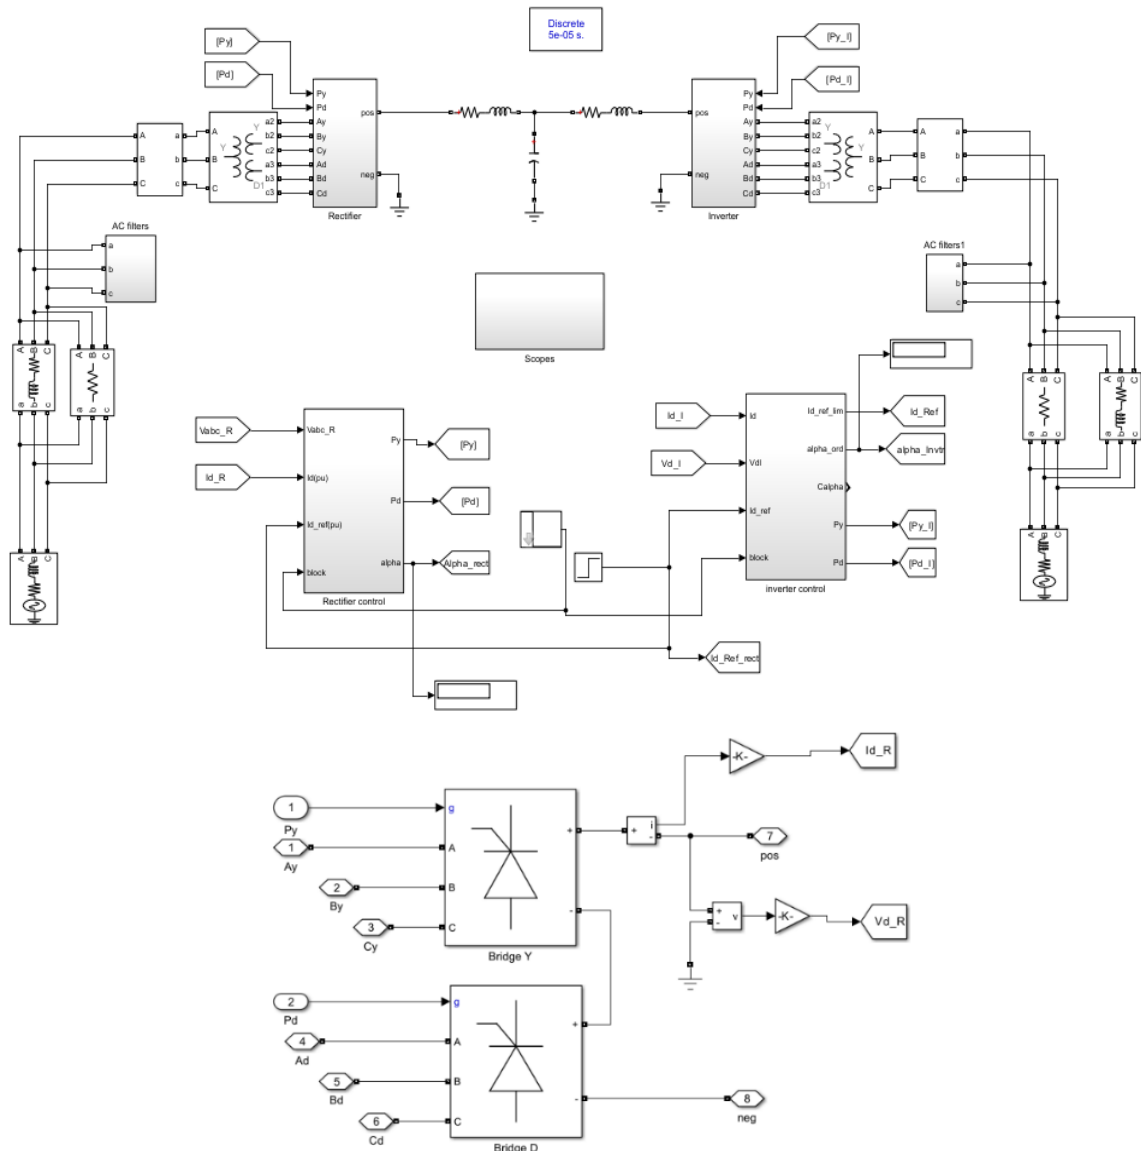 Discrete
5e-05 s.
[Py]
[Pd]
Py
Pd
Ay
By
Cy
Ad
Bd
Cd
pos
neg
Rectifier
A
B
C
a
b
c
A
B
C
Y
Y
D1
a2
b2
c2
a3
b3
c3
[Py_I]
[Pd_I]
pos
neg
Py
Pd
Ay
By
Cy
Ad
Bd
Cd
Inverter
a2
b2
c2
a3
b3
c3
Y
Y
D1
A
B
C
A
B
C
a
b
c
AC filters
a
b
c
AC filters1
a
b
c
Scopes
A B C
a b c
A B C
a b c
A B C
A B C
a b c
A B C
a b c
A B C
Vabc_R
Id_R
Vabc_R
Id(pu)
Id_ref(pu)
block
Py
Pd
alpha
Rectifier control
[Py]
[Pd]
Alpha_rect
Id_I
Vd_I
Id
VdI
Id_ref
block
Id_ref_lim
alpha_ord
Calpha
Py
Pd
inverter control
Id_Ref
alpha_Invtr
[Py_I]
[Pd_I]
Id_Ref_rect
1
Py
1
Ay
2
By
3
Cy
g
A
B
C
+
-
Bridge Y
+
i
-
-K-
Id_R
7
pos
+
-
v
-K-
Vd_R
2
Pd
4
Ad
5
Bd
6
Cd
g
A
B
C
+
-
Bridge D
8
neg